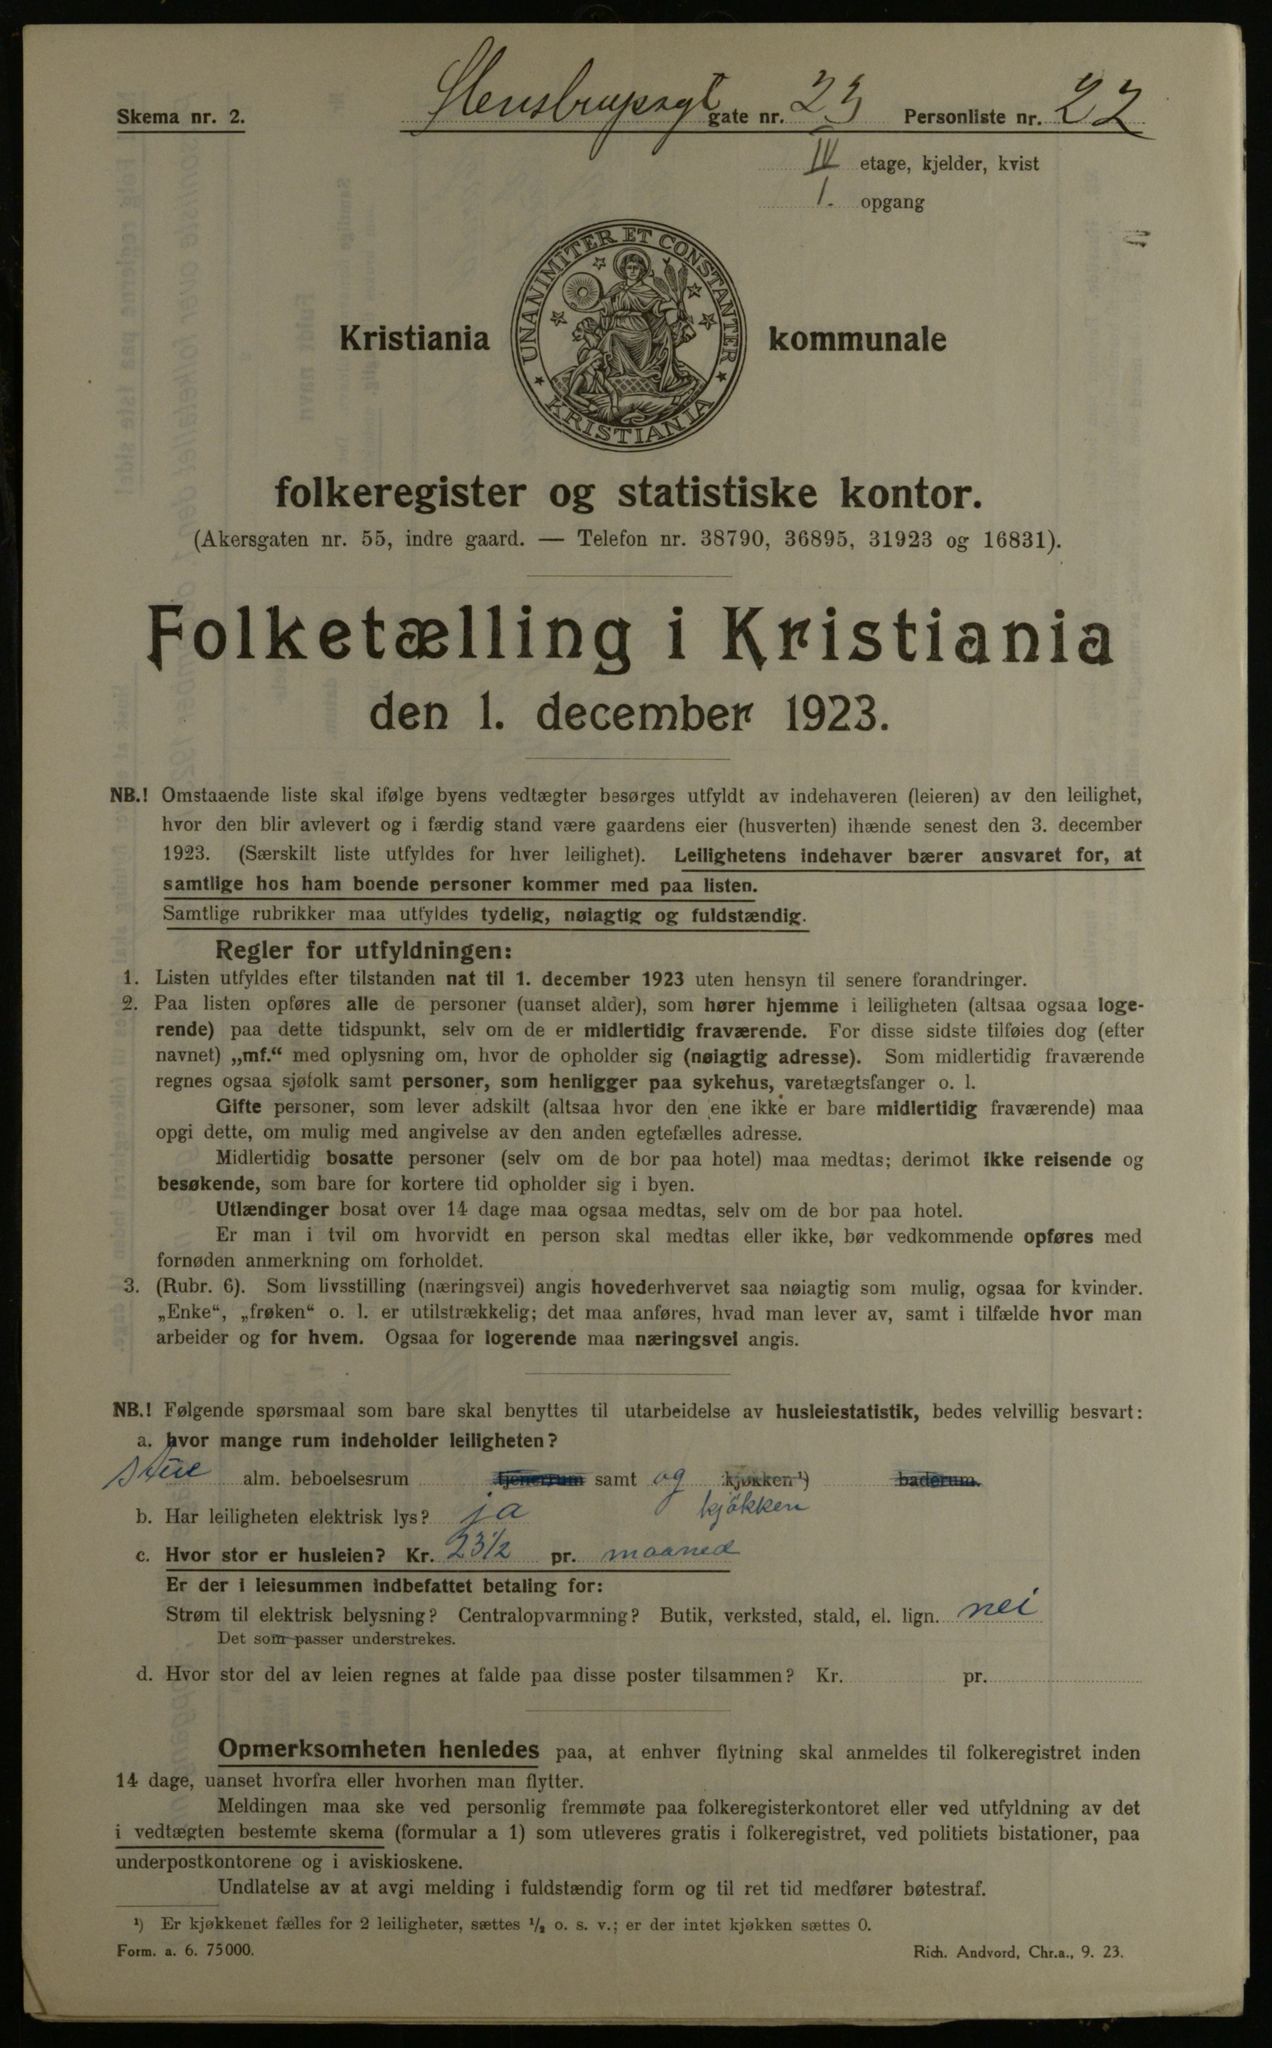 Skema nr. 2. Stenstrupsgt gate nr. 23 Personliste nr. 22
IV etage, kjelder, kvist
I. opgang
UNANIMITER ET CONSTANTER
KRISTIANIA
Kristiania kommunale
folkeregister og statistiske kontor.
(Akersgaten nr. 55, indre gaard. — Telefon nr. 38790, 36895, 31923 og 16831).
Folketælling i Kristiania
den 1. december 1923.
NB.! Omstaaende liste skal ifølge byens vedtægter besørges utfyldt av indehaveren (leieren) av den leilighet,
hvor den blir avlevert og i færdig stand være gaardens eier (husverten) ihænde senest den 3. december
1923. (Særskilt liste utfyldes for hver leilighet). Leilighetens indehaver bærer ansvaret for, at
samtlige hos ham boende personer kommer med paa listen.
Samtlige rubrikker maa utfyldes tydelig, nøiagtig og fuldstændig.
Regler for utfyldningen:
1. Listen utfyldes efter tilstanden nat til 1. december 1923 uten hensyn til senere forandringer.
2. Paa listen opføres alle de personer (uanset alder), som hører hjemme i leiligheten (altsaa ogsaa loge-
rende) paa dette tidspunkt, selv om de er midlertidig fraværende. For disse sidste tilføies dog (efter
navnet) „mf.“ med oplysning om, hvor de opholder sig (nøiagtig adresse). Som midlertidig fraværende
regnes ogsaa sjøfolk samt personer, som henligger paa sykehus, varetægtsfanger o. l.
Gifte personer, som lever adskilt (altsaa hvor den ene ikke er bare midlertidig fraværende) maa
opgi dette, om mulig med angivelse av den anden egtefælles adresse.
Midlertidig bosatte personer (selv om de bor paa hotel) maa medtas; derimot ikke reisende og
besøkende, som bare for kortere tid opholder sig i byen.
Utlændinger bosat over 14 dage maa ogsaa medtas, selv om de bor paa hotel.
Er man i tvil om hvorvidt en person skal medtas eller ikke, bør vedkommende opføres med
fornøden anmerkning om forholdet.
3. (Rubr. 6). Som livsstilling (næringsvei) angis hovederhvervet saa nøiagtig som mulig, ogsaa for kvinder.
„Enke“, „frøken“ o. l. er utilstrækkelig; det maa anføres, hvad man lever av, samt i tilfælde hvor man
arbeider og for hvem. Ogsaa for logerende maa næringsvei angis.
NB.! Følgende spørsmaal som bare skal benyttes til utarbeidelse av husleiestatistik, bedes velvillig besvart:
a. hvor mange rum indeholder leiligheten?
stue alm. beboelsesrum tjenerrum samt og kjøkken ¹) baderum.
b. Har leiligheten elektrisk lys? ja kjökken
c. Hvor stor er husleien? Kr. 23 1/2 pr. maaned
Er der i leiesummen indbefattet betaling for:
Strøm til elektrisk belysning? Centralopvarmning? Butik, verksted, stald, el. lign. nei
Det som passer understrekes.
d. Hvor stor del av leien regnes at falde paa disse poster tilsammen? Kr. pr.
Opmerksomheten henledes paa, at enhver flytning skal anmeldes til folkeregistret inden
14 dage, uanset hvorfra eller hvorhen man flytter.
Meldingen maa ske ved personlig fremmøte paa folkeregisterkontoret eller ved utfyldning av det
i vedtægten bestemte skema (formular a 1) som utleveres gratis i folkeregistret, ved politiets bistationer, paa
underpostkontorene og i aviskioskene.
Undlatelse av at avgi melding i fuldstændig form og til ret tid medfører bøtestraf.
¹) Er kjøkkenet fælles for 2 leiligheter, sættes ½ o. s. v.; er der intet kjøkken sættes 0.
Form. a. 6. 75000. Rich. Andvord, Chr.a., 9. 23.